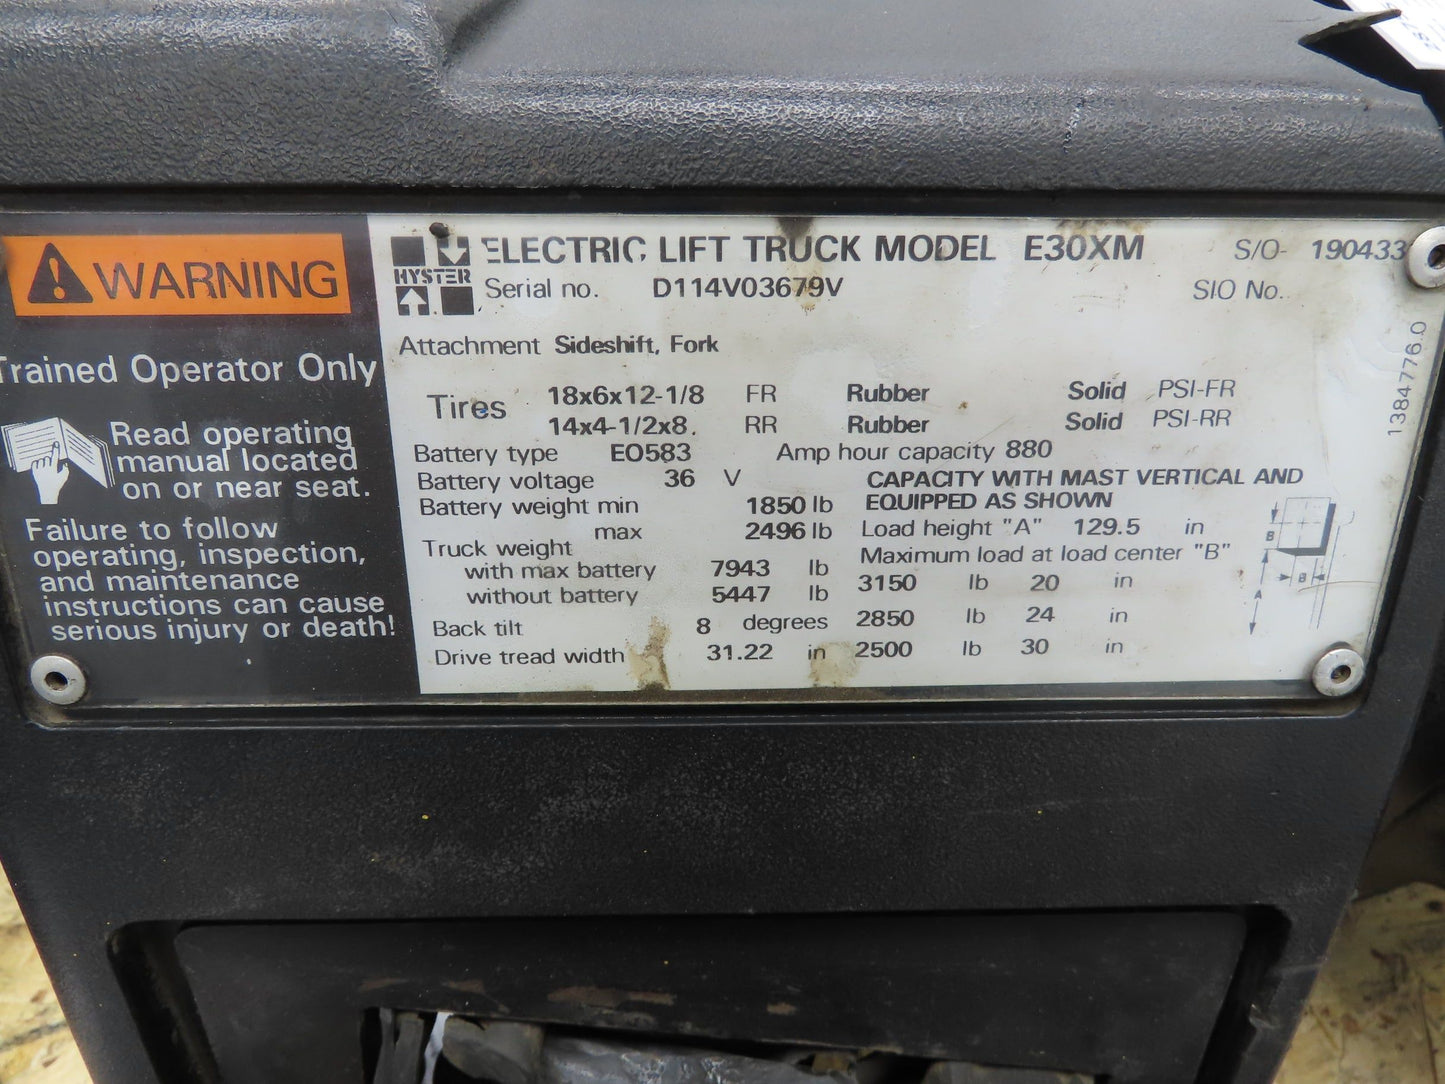 WARNING
Trained Operator Only
Read operating
manual located
on or near seat.
Failure to follow
operating, inspection,
and maintenance
instructions can cause
serious injury or death!
HYSTER
ELECTRIC LIFT TRUCK MODEL E30XM S/O- 190433
Serial no. D114V03679V SIO No..
Attachment Sideshift, Fork
Tires 18x6x12-1/8 FR Rubber Solid PSI-FR
14x4-1/2x8. RR Rubber Solid PSI-RR
Battery type EO583 Amp hour capacity 880
Battery voltage 36 V
Battery weight min 1850 lb
max 2496 lb
Truck weight
with max battery 7943 lb
without battery 5447 lb
Back tilt 8 degrees
Drive tread width 31.22 in
CAPACITY WITH MAST VERTICAL AND
EQUIPPED AS SHOWN
Load height "A" 129.5 in
Maximum load at load center "B"
3150 lb 20 in
2850 lb 24 in
2500 lb 30 in
B
B
A
1384776.0